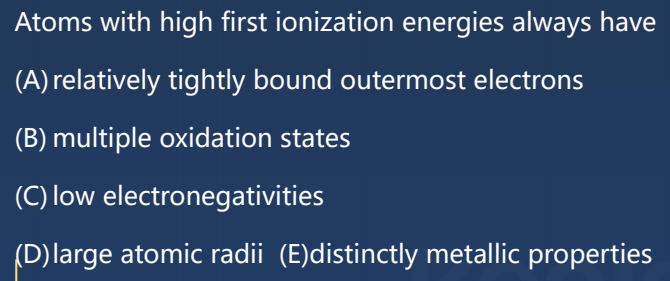 Atoms with high first ionization energies always have
(A) relatively tightly bound outermost electrons
(B) multiple oxidation states
(C) low electronegativities
(D)large atomic radii (E)distinctly metallic properties